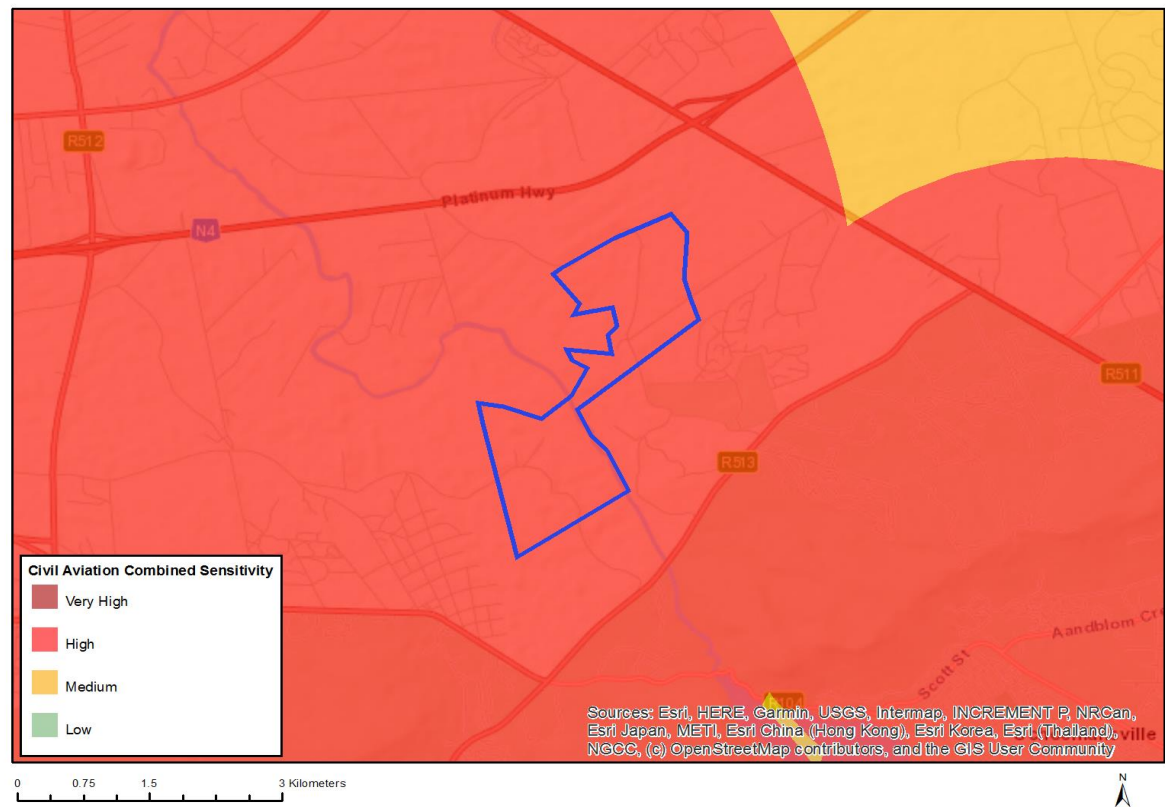 R512
Platinum Hwy
N4
R511
R513
Civil Aviation Combined Sensitivity
Very High
High
Medium
Low
Aandblom Cre
Scott St
Sources: Esri, HERE, Garmin, USGS, Intermap, INCREMENT P, NRCan,
Esri Japan, METI, Esri China (Hong Kong), Esri Korea, Esri (Thailand),
NGCC, (c) OpenStreetMap contributors, and the GIS User Community
0 0.75 1.5 3 Kilometers
N